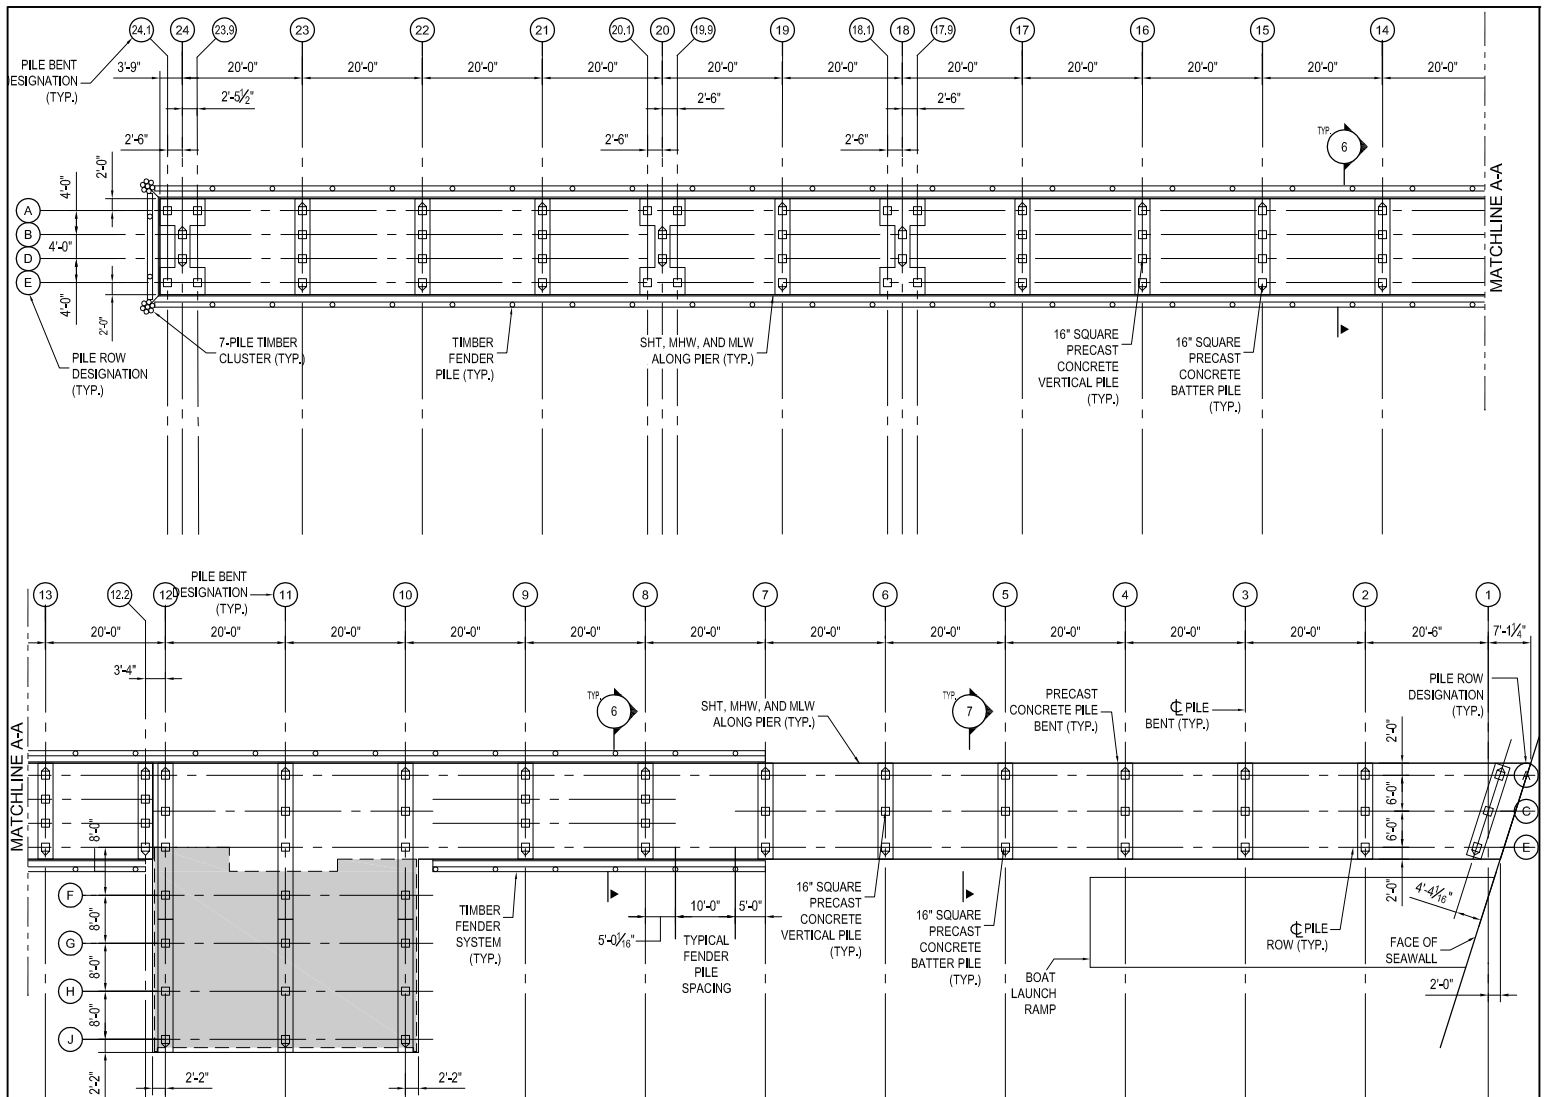 24.1 24 23.9 23 22 21 20.1 20 19.9 19 18.1 18 17.9 17 16 15 14
PILE BENT
DESIGNATION
(TYP.)
3'-9" 20'-0" 20'-0" 20'-0" 20'-0" 20'-0" 20'-0" 20'-0" 20'-0" 20'-0" 20'-0" 20'-0"
2'-5½" 2'-6" 2'-6"
2'-6" 2'-6" 2'-6"
TYP.
6
2'-0"
4'-0"
A
B
4'-0"
D
E
4'-0"
2'-0"
MATCHLINE A-A
PILE ROW
DESIGNATION
(TYP.)
7-PILE TIMBER
CLUSTER (TYP.)
TIMBER
FENDER
PILE (TYP.)
SHT, MHW, AND MLW
ALONG PIER (TYP.)
16" SQUARE
PRECAST
CONCRETE
VERTICAL PILE
(TYP.)
16" SQUARE
PRECAST
CONCRETE
BATTER PILE
(TYP.)
PILE BENT
DESIGNATION
(TYP.)
13 12.2 12 11 10 9 8 7 6 5 4 3 2 1
20'-0" 20'-0" 20'-0" 20'-0" 20'-0" 20'-0" 20'-0" 20'-0" 20'-0" 20'-0" 20'-0" 20'-6" 7'-1¼"
3'-4"
TYP.
6
SHT, MHW, AND MLW
ALONG PIER (TYP.)
TYP.
7
PRECAST
CONCRETE PILE
BENT (TYP.)
℄ PILE
BENT (TYP.)
PILE ROW
DESIGNATION
(TYP.)
MATCHLINE A-A
2'-0"
6'-0"
6'-0"
2'-0"
A
C
E
8'-0"
F
8'-0"
G
8'-0"
H
8'-0"
J
2'-2"
2'-2" 2'-2"
TIMBER
FENDER
SYSTEM
(TYP.)
5'-0 1/16" 10'-0" 5'-0"
TYPICAL
FENDER
PILE
SPACING
16" SQUARE
PRECAST
CONCRETE
VERTICAL PILE
(TYP.)
16" SQUARE
PRECAST
CONCRETE
BATTER PILE
(TYP.)
BOAT
LAUNCH
RAMP
℄ PILE
ROW (TYP.)
4'-4 1/16"
FACE OF
SEAWALL
2'-0"